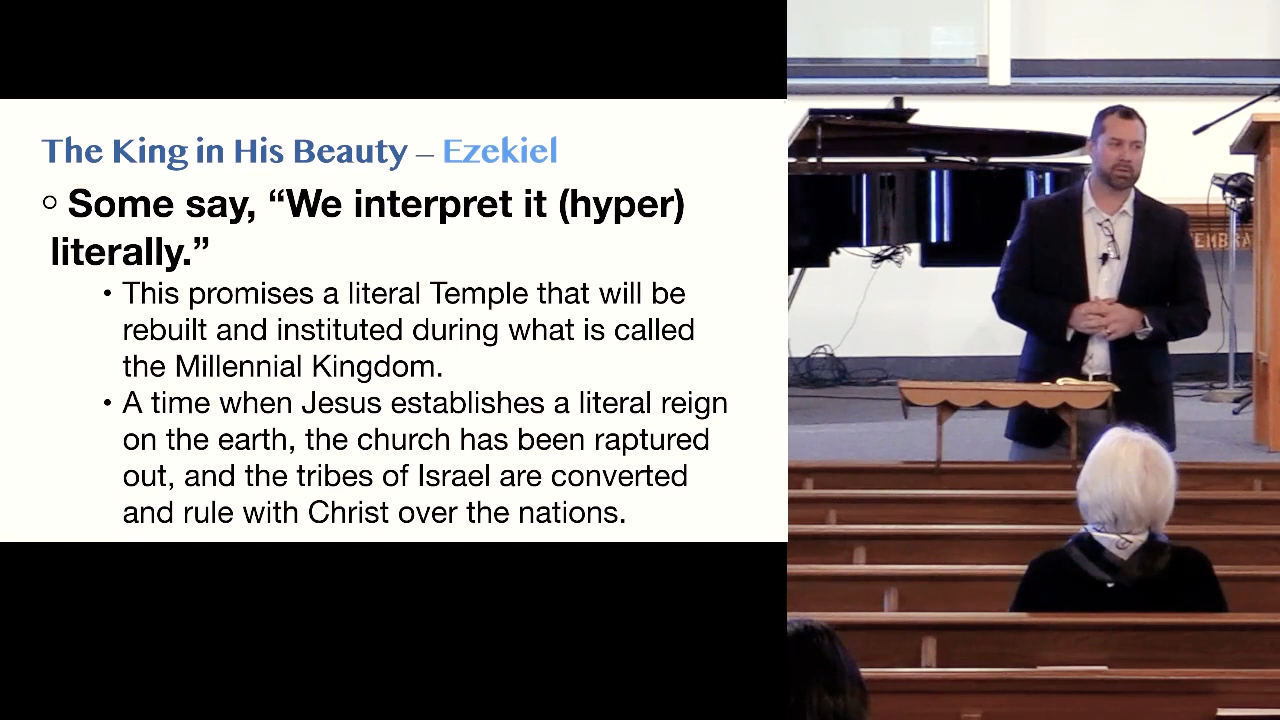 The King in His Beauty – Ezekiel
○ Some say, “We interpret it (hyper)
literally.”
• This promises a literal Temple that will be
rebuilt and instituted during what is called
the Millennial Kingdom.
• A time when Jesus establishes a literal reign
on the earth, the church has been raptured
out, and the tribes of Israel are converted
and rule with Christ over the nations.